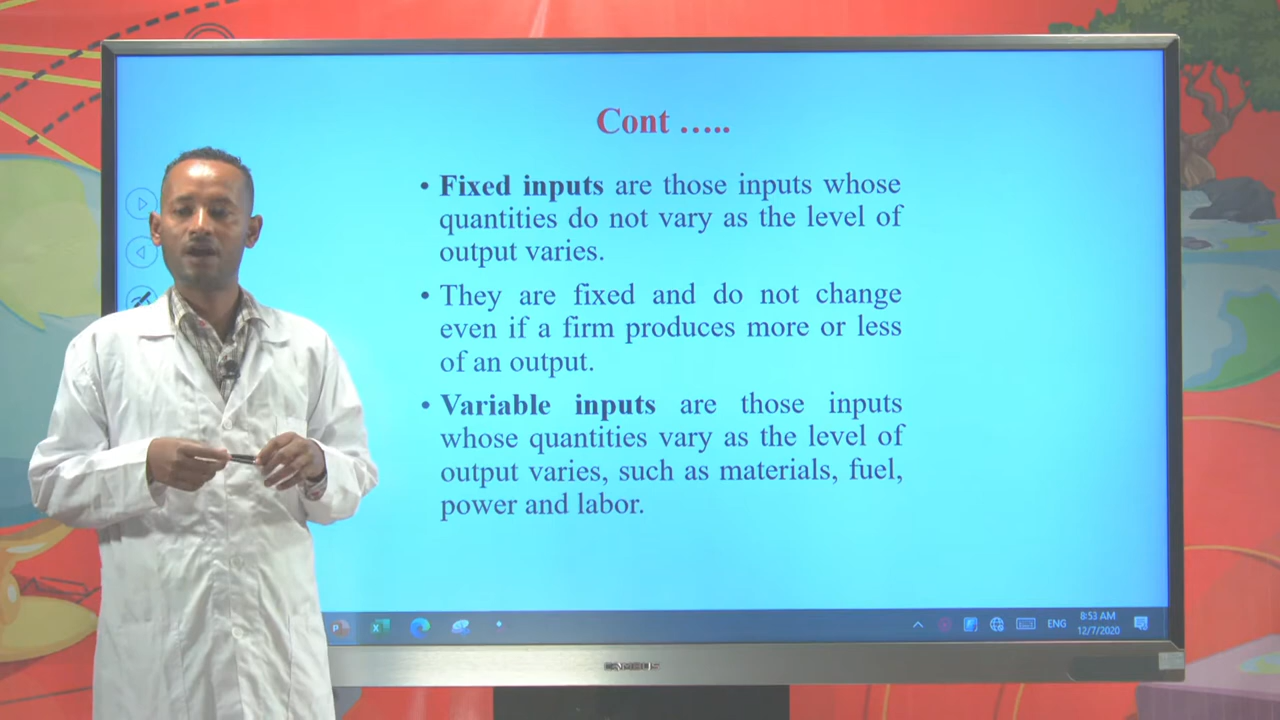 Cont …..
• Fixed inputs are those inputs whose
quantities do not vary as the level of
output varies.
• They are fixed and do not change
even if a firm produces more or less
of an output.
• Variable inputs are those inputs
whose quantities vary as the level of
output varies, such as materials, fuel,
power and labor.
ENG
8:53 AM
12/7/2020